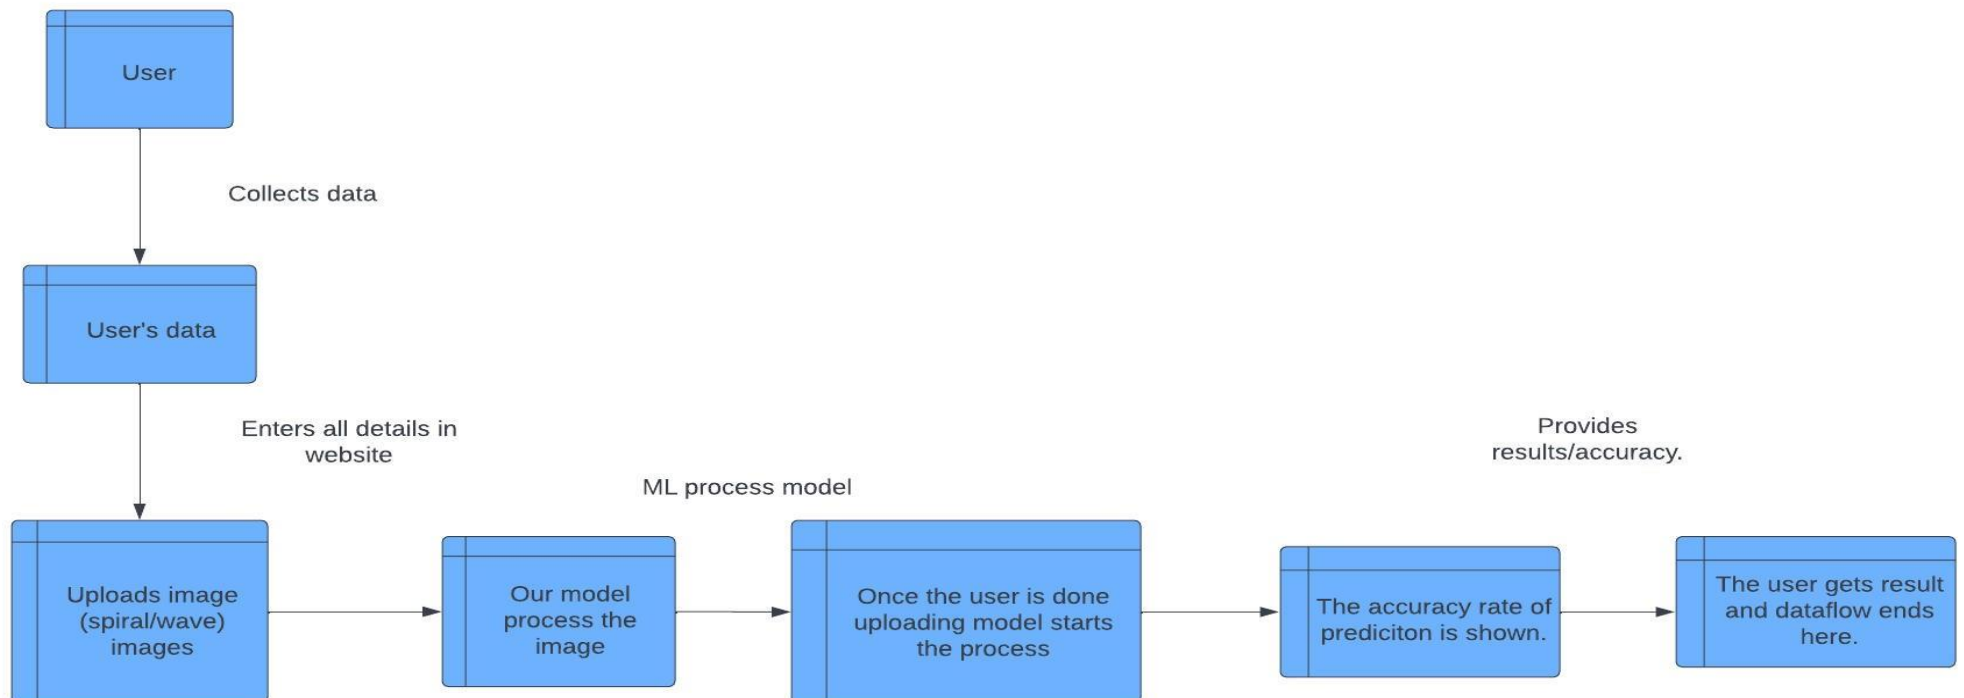 User
Collects data
User's data
Enters all details in
website
Provides
results/accuracy.
ML process model
Uploads image
(spiral/wave)
images
Our model
process the
image
Once the user is done
uploading model starts
the process
The accuracy rate of
prediciton is shown.
The user gets result
and dataflow ends
here.